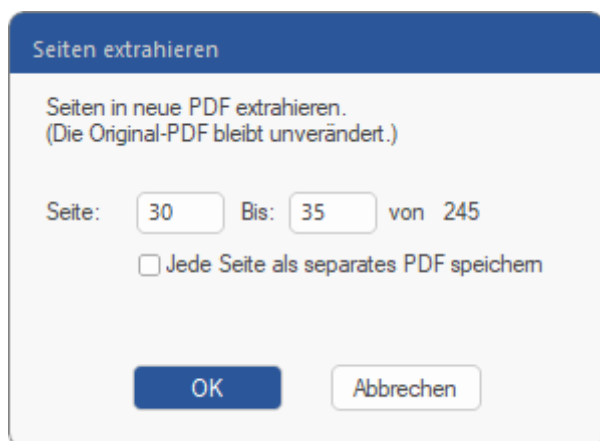 Seiten extrahieren
Seiten in neue PDF extrahieren.
(Die Original-PDF bleibt unverändert.)
Seite: 30 Bis: 35 von 245
Jede Seite als separates PDF speichern
OK Abbrechen